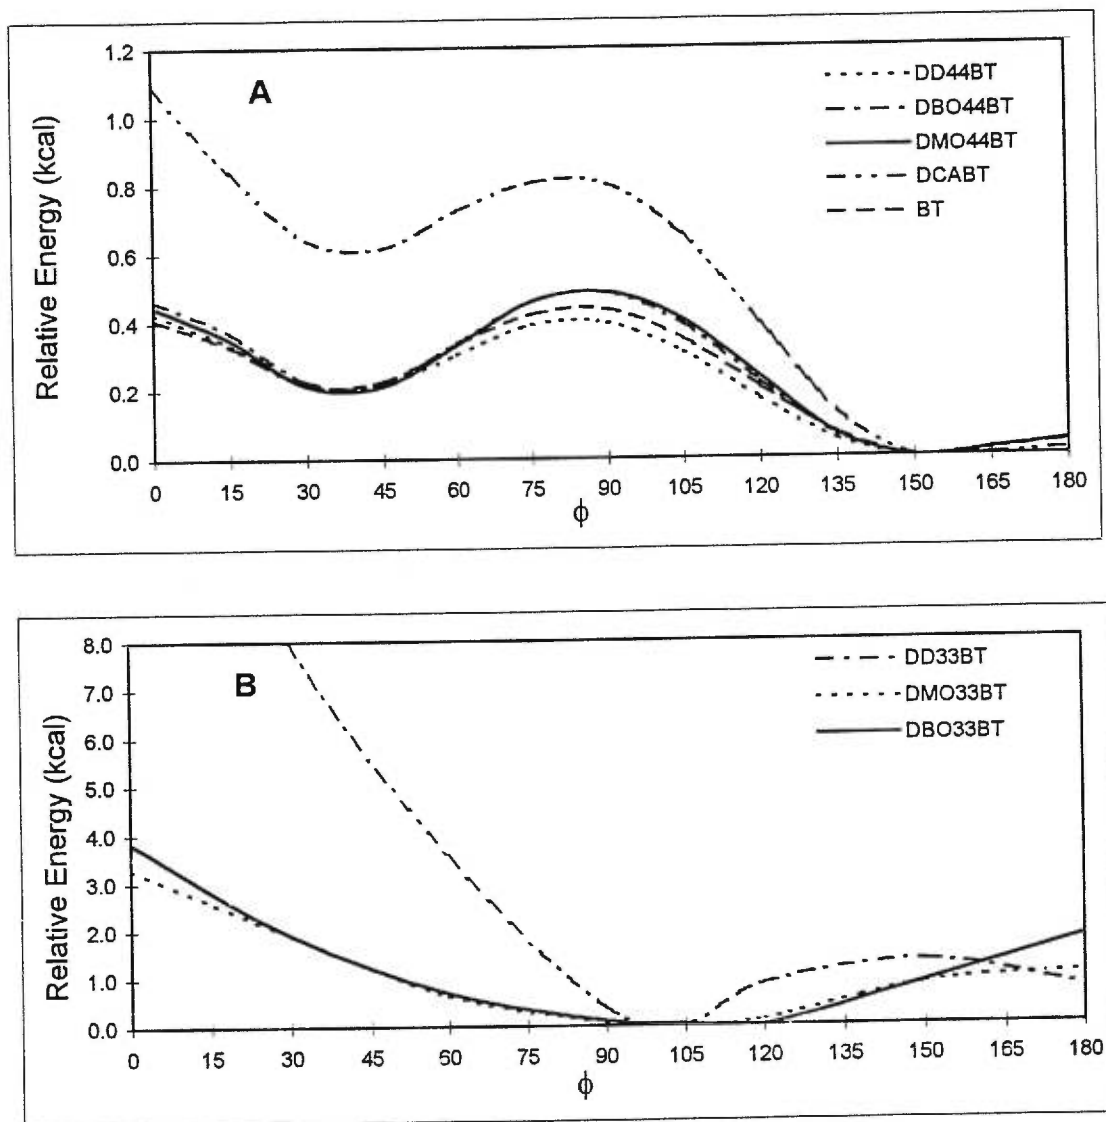 A
Relative Energy (kcal)
1.2
1.0
0.8
0.6
0.4
0.2
0.0
0 15 30 45 60 75 90 105 120 135 150 165 180
ϕ
DD44BT
DBO44BT
DMO44BT
DCABT
BT
B
Relative Energy (kcal)
8.0
7.0
6.0
5.0
4.0
3.0
2.0
1.0
0.0
0 15 30 45 60 75 90 105 120 135 150 165 180
ϕ
DD33BT
DMO33BT
DBO33BT